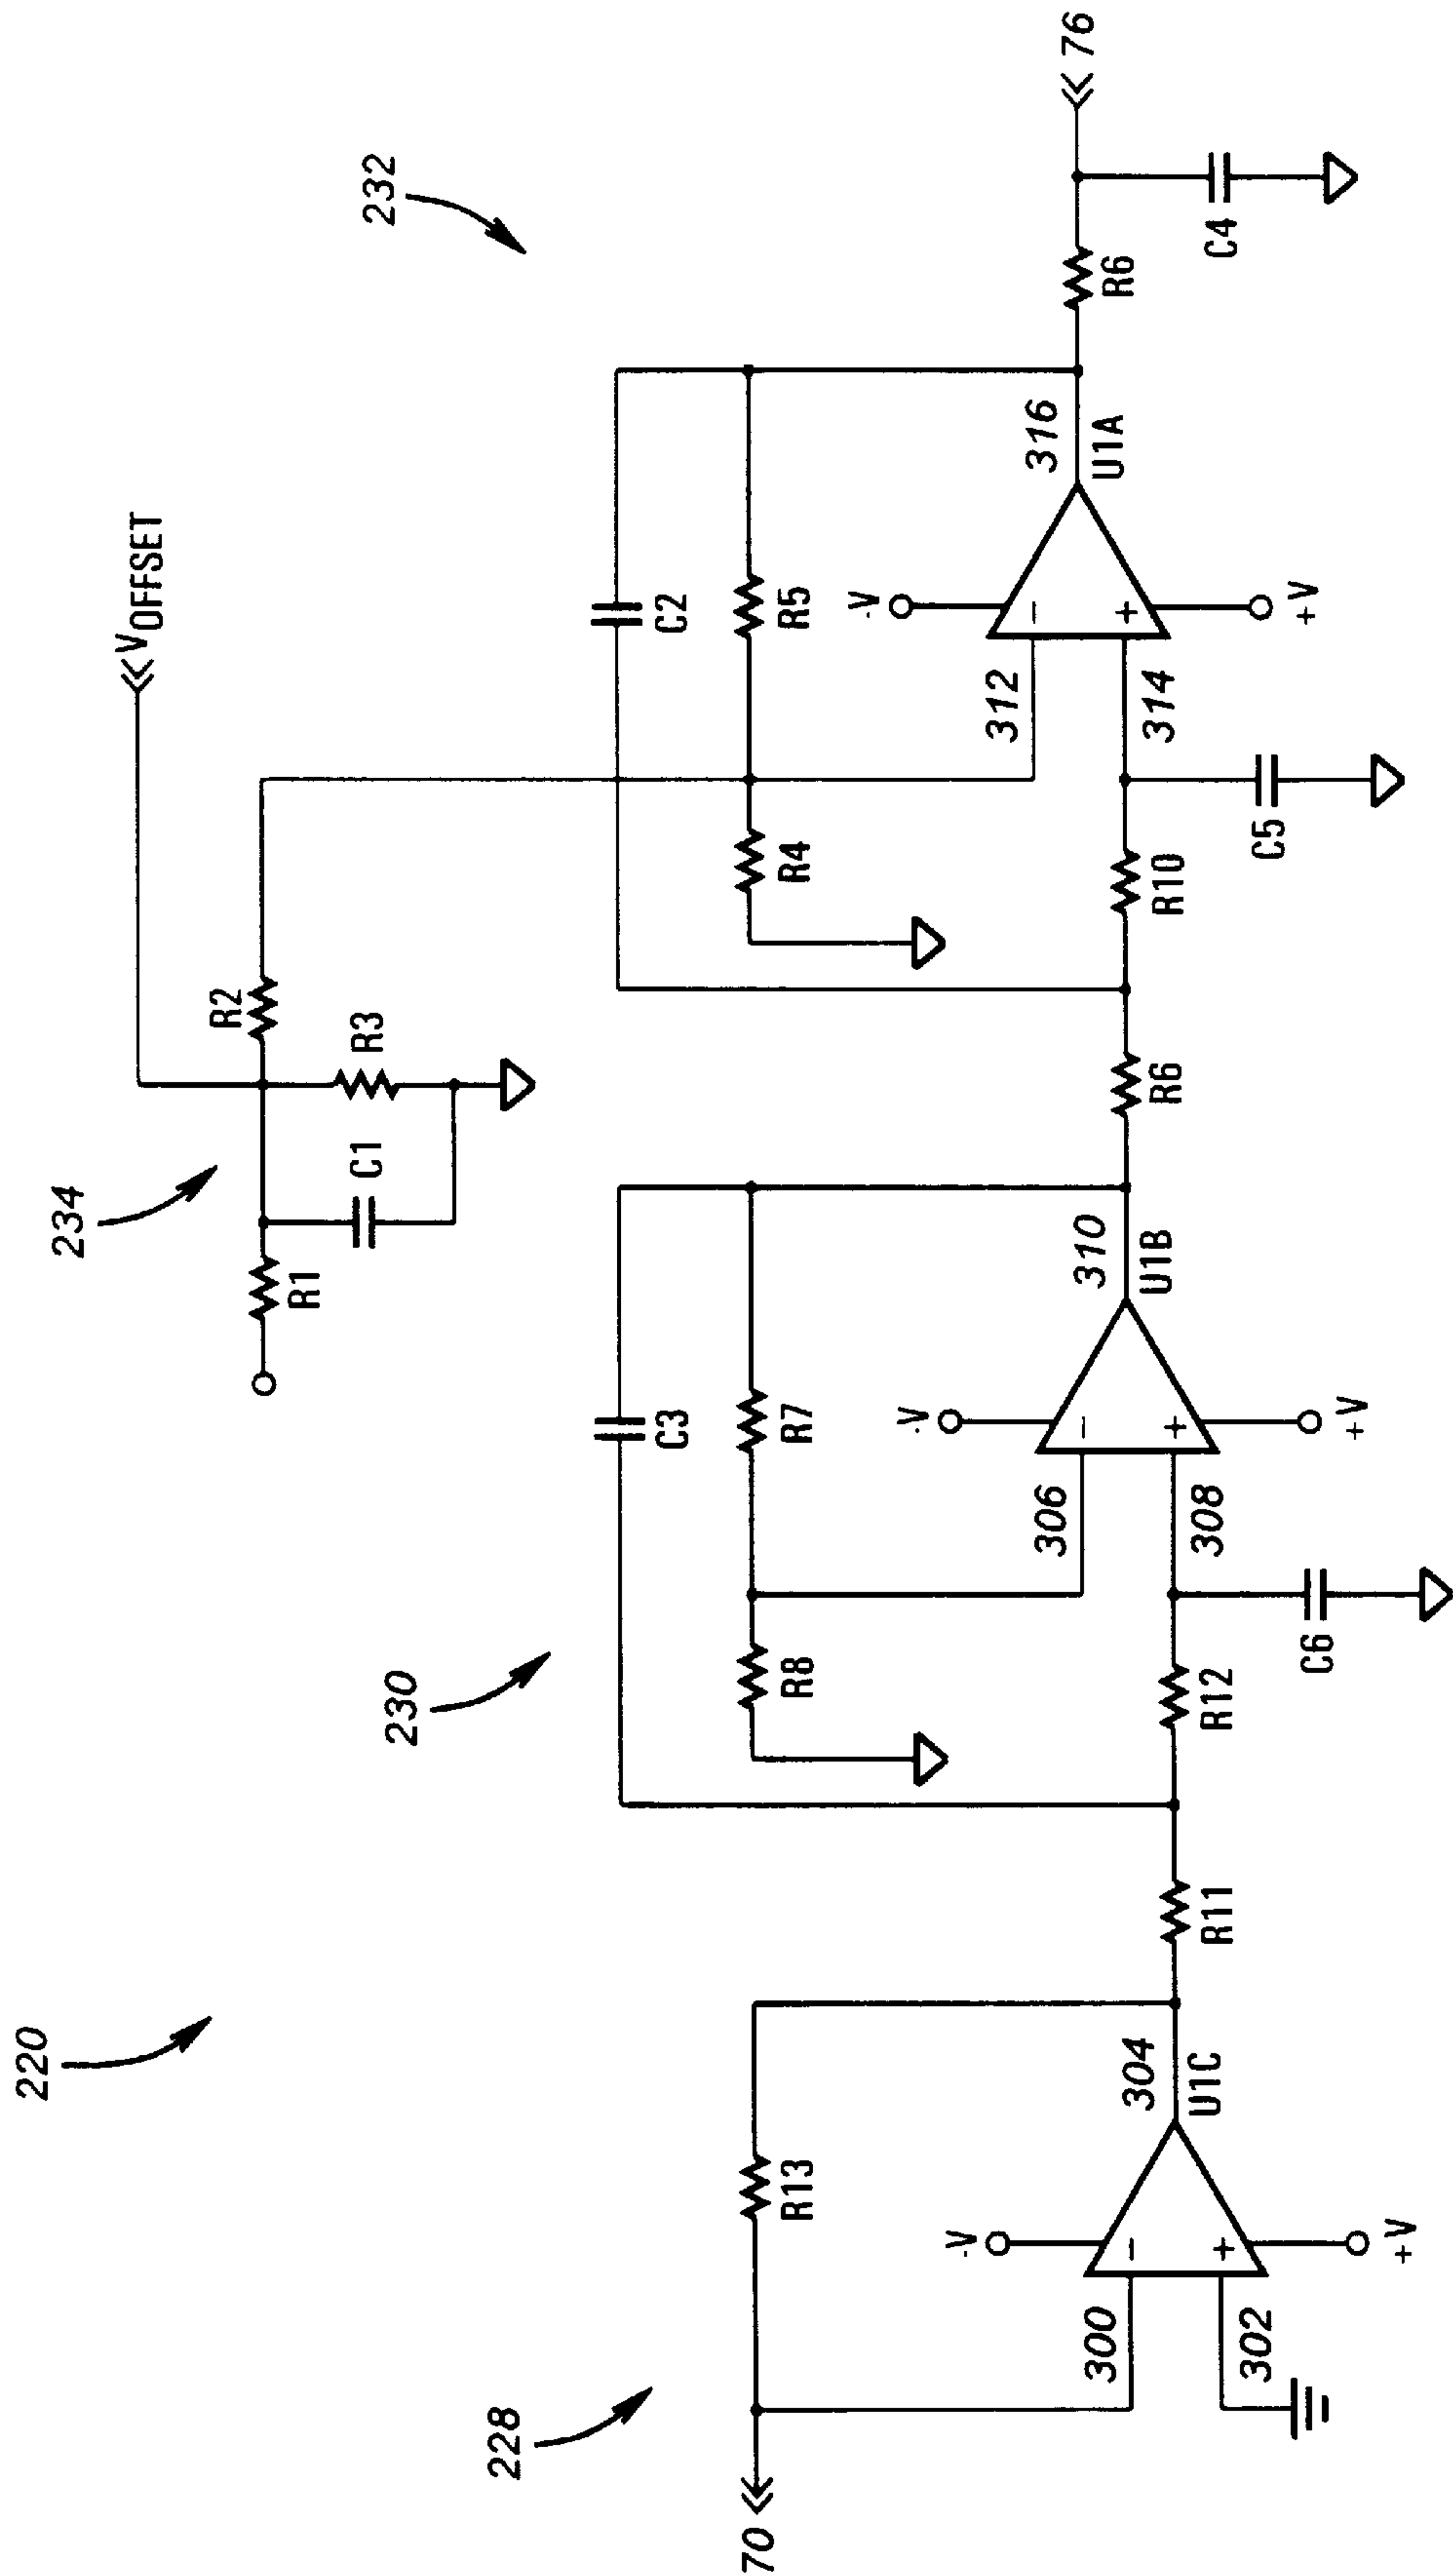 220
228
70
300
302
R13
-V
-
+
+V
304
U1C
R11
230
R8
R12
C6
C3
R7
306
308
-V
-
+
+V
310
U1B
R6
234
R1
C1
R3
R2
VOFFSET
R4
R10
C5
C2
R5
312
314
-V
-
+
+V
316
U1A
232
R6
C4
76